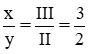 x/y = III/II = 3/2